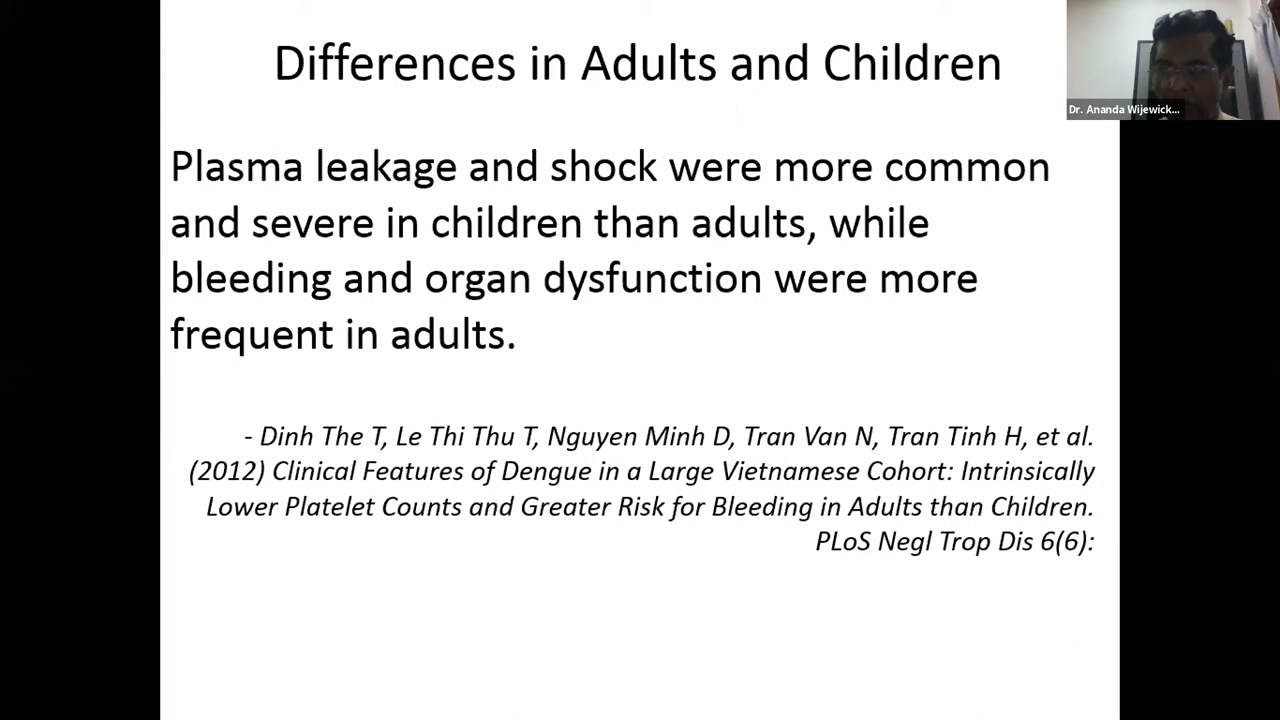 Differences in Adults and Children
Dr. Ananda Wijewick...
Plasma leakage and shock were more common
and severe in children than adults, while
bleeding and organ dysfunction were more
frequent in adults.
- Dinh The T, Le Thi Thu T, Nguyen Minh D, Tran Van N, Tran Tinh H, et al.
(2012) Clinical Features of Dengue in a Large Vietnamese Cohort: Intrinsically
Lower Platelet Counts and Greater Risk for Bleeding in Adults than Children.
PLoS Negl Trop Dis 6(6):